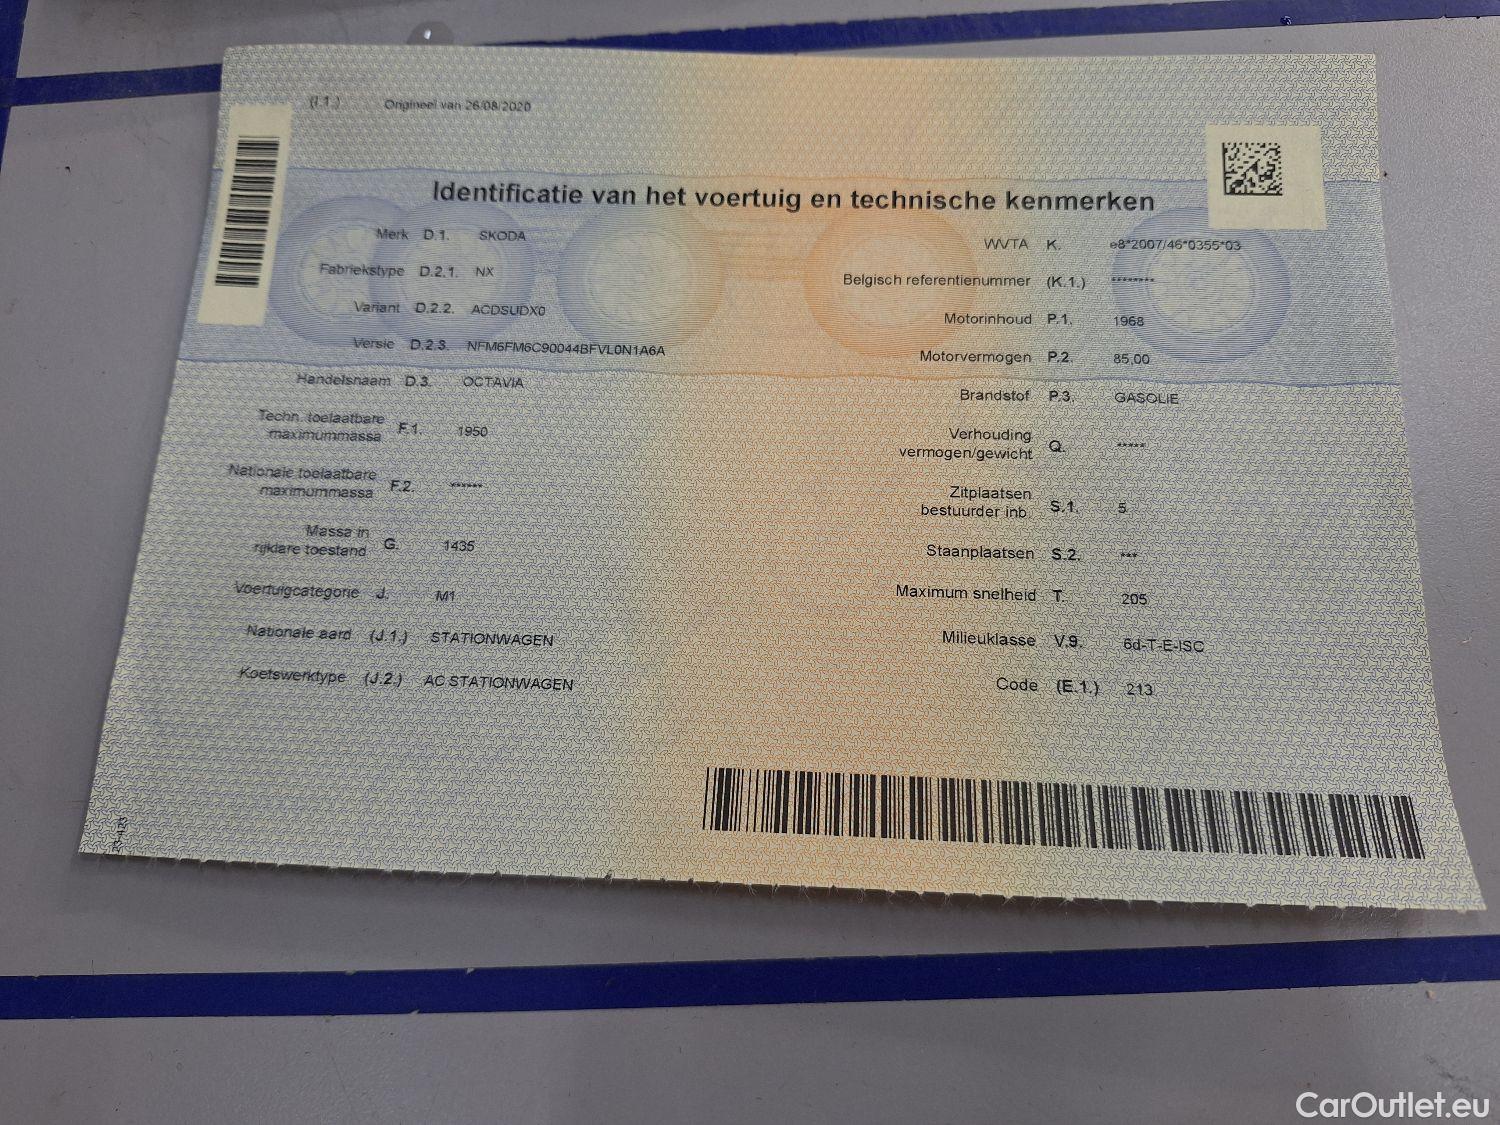 (I.1.) Origineel van 26/08/2020
Identificatie van het voertuig en technische kenmerken
Merk D.1. SKODA
Fabriekstype D.2.1. NX
Variant D.2.2. ACDSUDX0
Versie D.2.3. NFM6FM6C90044BFVL0N1A6A
Handelsnaam D.3. OCTAVIA
Techn. toelaatbare
maximummassa F.1. 1950
Nationale toelaatbare
maximummassa F.2. ******
Massa in
rijklare toestand G. 1435
Voertuigcategorie J. M1
Nationale aard (J.1.) STATIONWAGEN
Koetswerktype (J.2.) AC STATIONWAGEN
WVTA K. e8*2007/46*0355*03
Belgisch referentienummer (K.1.) ********
Motorinhoud P.1. 1968
Motorvermogen P.2. 85,00
Brandstof P.3. GASOLIE
Verhouding
vermogen/gewicht Q. *****
Zitplaatsen
bestuurder inb. S.1. 5
Staanplaatsen S.2. ***
Maximum snelheid T. 205
Milieuklasse V.9. 6d-T-E-ISC
Code (E.1.) 213
CarOutlet.eu